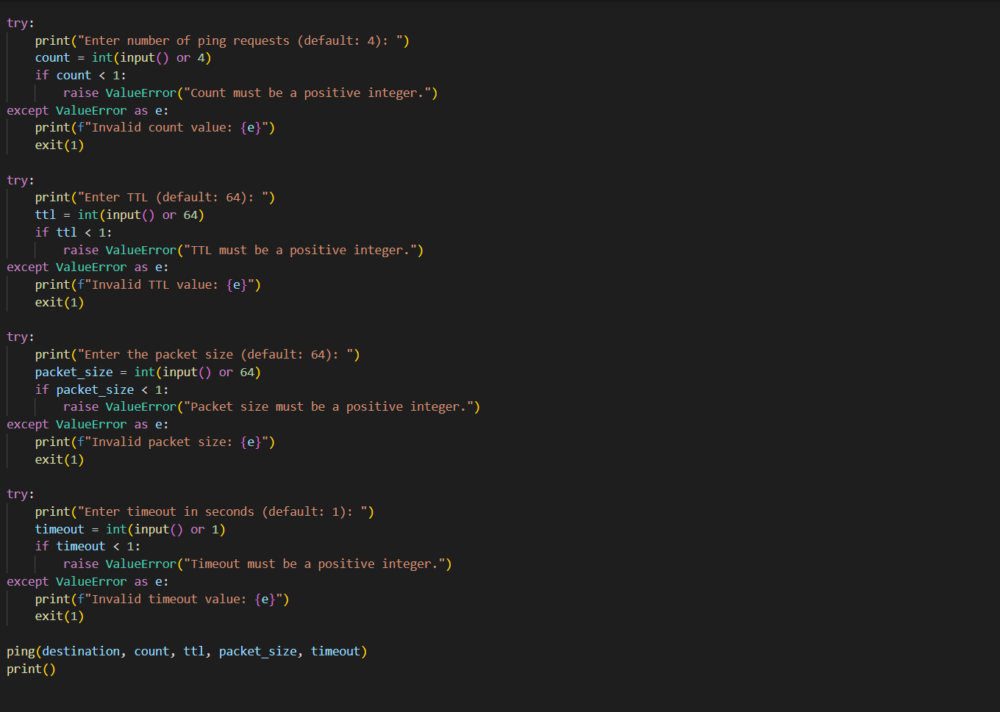 try:
    print("Enter number of ping requests (default: 4): ")
    count = int(input() or 4)
    if count < 1:
        raise ValueError("Count must be a positive integer.")
except ValueError as e:
    print(f"Invalid count value: {e}")
    exit(1)

try:
    print("Enter TTL (default: 64): ")
    ttl = int(input() or 64)
    if ttl < 1:
        raise ValueError("TTL must be a positive integer.")
except ValueError as e:
    print(f"Invalid TTL value: {e}")
    exit(1)

try:
    print("Enter the packet size (default: 64): ")
    packet_size = int(input() or 64)
    if packet_size < 1:
        raise ValueError("Packet size must be a positive integer.")
except ValueError as e:
    print(f"Invalid packet size: {e}")
    exit(1)

try:
    print("Enter timeout in seconds (default: 1): ")
    timeout = int(input() or 1)
    if timeout < 1:
        raise ValueError("Timeout must be a positive integer.")
except ValueError as e:
    print(f"Invalid timeout value: {e}")
    exit(1)

ping(destination, count, ttl, packet_size, timeout)
print()